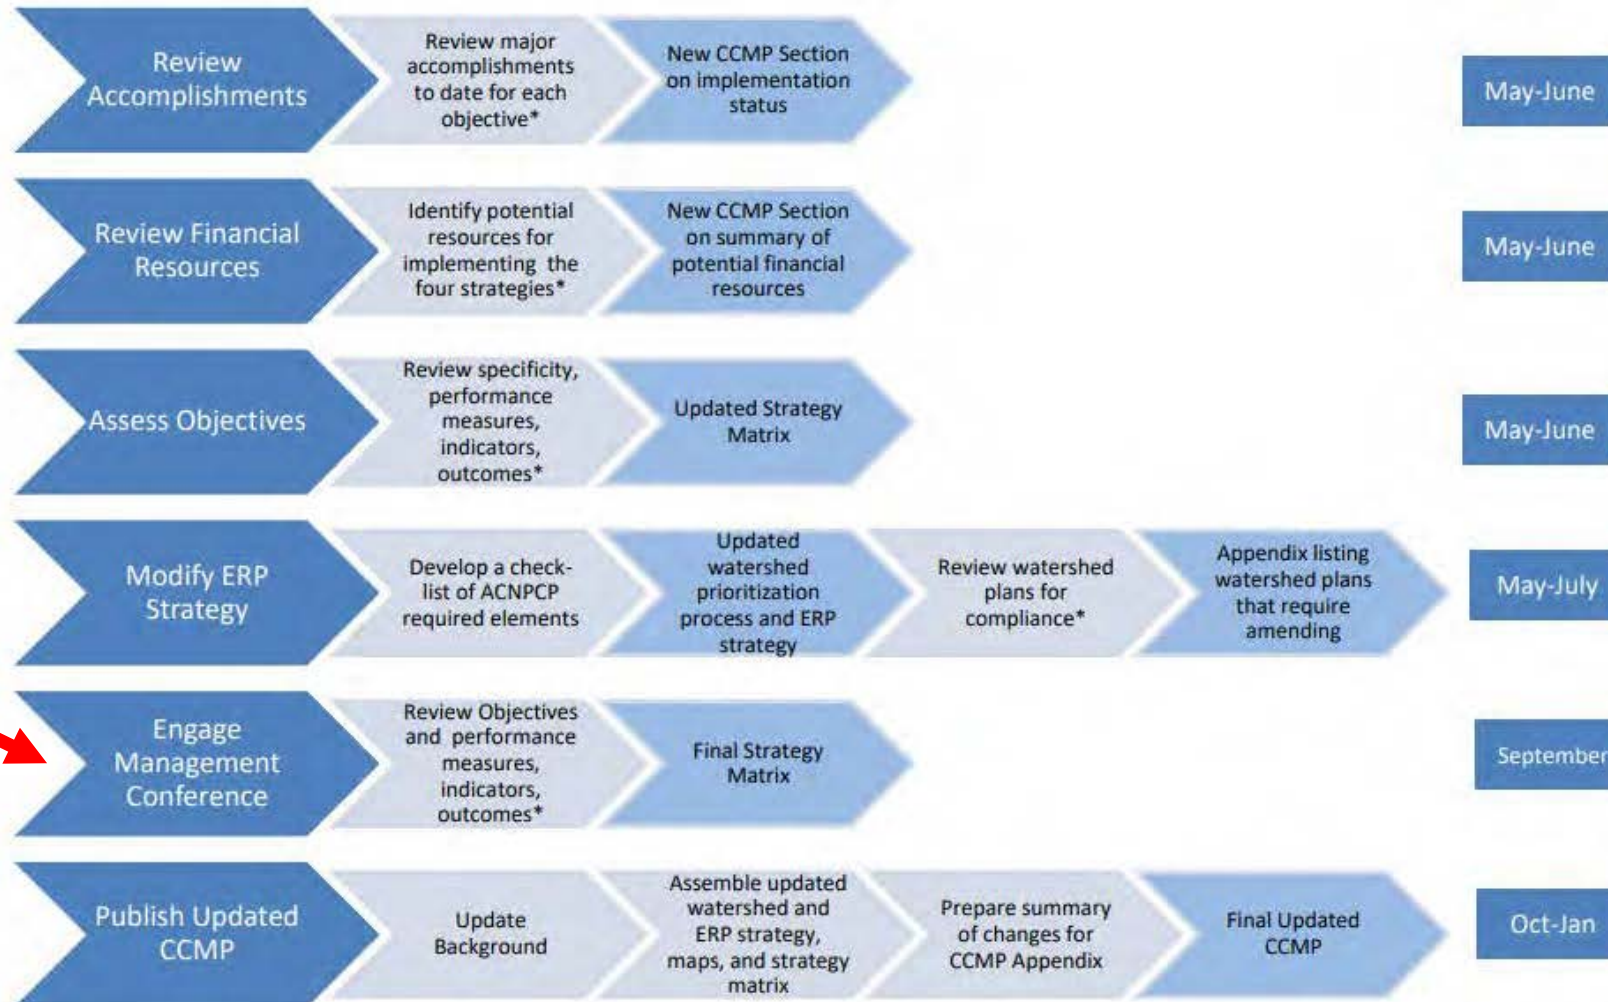 Review
Accomplishments
Review major
accomplishments
to date for each
objective*
New CCMP Section
on implementation
status
May-June
Review Financial
Resources
Identify potential
resources for
implementing the
four strategies*
New CCMP Section
on summary of
potential financial
resources
May-June
Assess Objectives
Review specificity,
performance
measures,
indicators,
outcomes*
Updated Strategy
Matrix
May-June
Modify ERP
Strategy
Develop a check-
list of ACNPCP
required elements
Updated
watershed
prioritization
process and ERP
strategy
Review watershed
plans for
compliance*
Appendix listing
watershed plans
that require
amending
May-July
Engage
Management
Conference
Review Objectives
and performance
measures,
indicators,
outcomes*
Final Strategy
Matrix
September
Publish Updated
CCMP
Update
Background
Assemble updated
watershed and
ERP strategy,
maps, and strategy
matrix
Prepare summary
of changes for
CCMP Appendix
Final Updated
CCMP
Oct-Jan